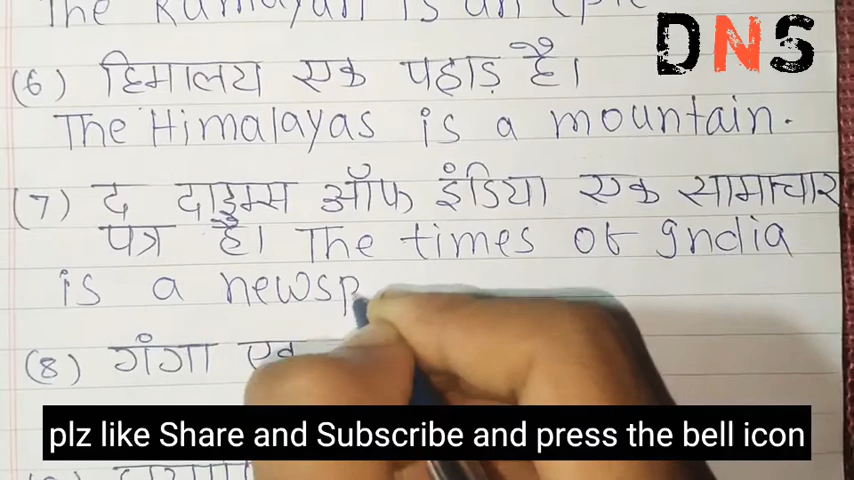 The Ramayan is an epic
DNS
(6) हिमालय एक पहाड़ है।
The Himalayas is a mountain.
(7) द टाइम्स ऑफ इंडिया एक सामाचार
पत्र है। The times of India
is a newsp
(8) गंगा एक
plz like Share and Subscribe and press the bell icon